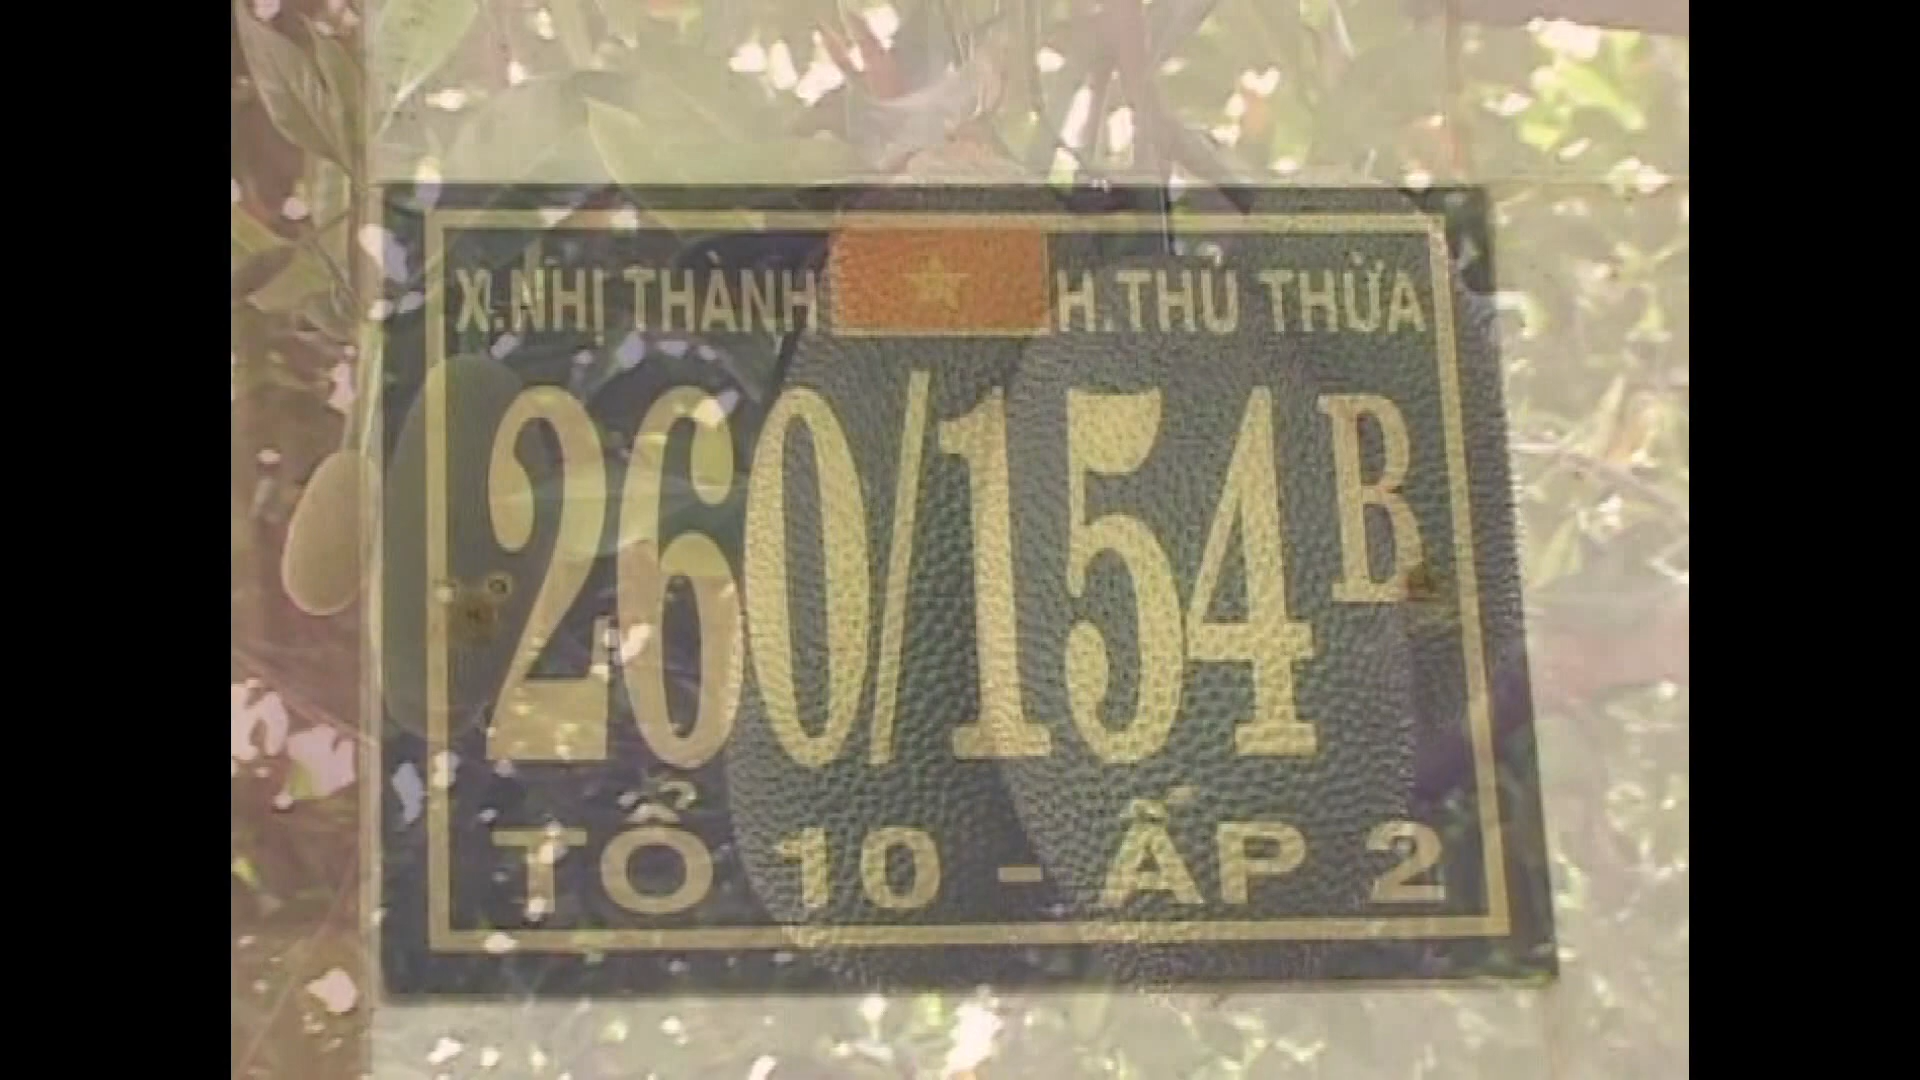 X.NHỊ THÀNH H.THỦ THỪA
260/154B
TỔ 10 - ẤP 2